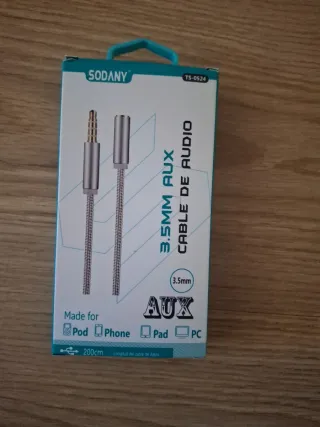 SODANY
TS-0524
3.5MM AUX
CABLE DE AUDIO
3.5mm
AUX
Made for
Pod Phone Pad PC
200cm